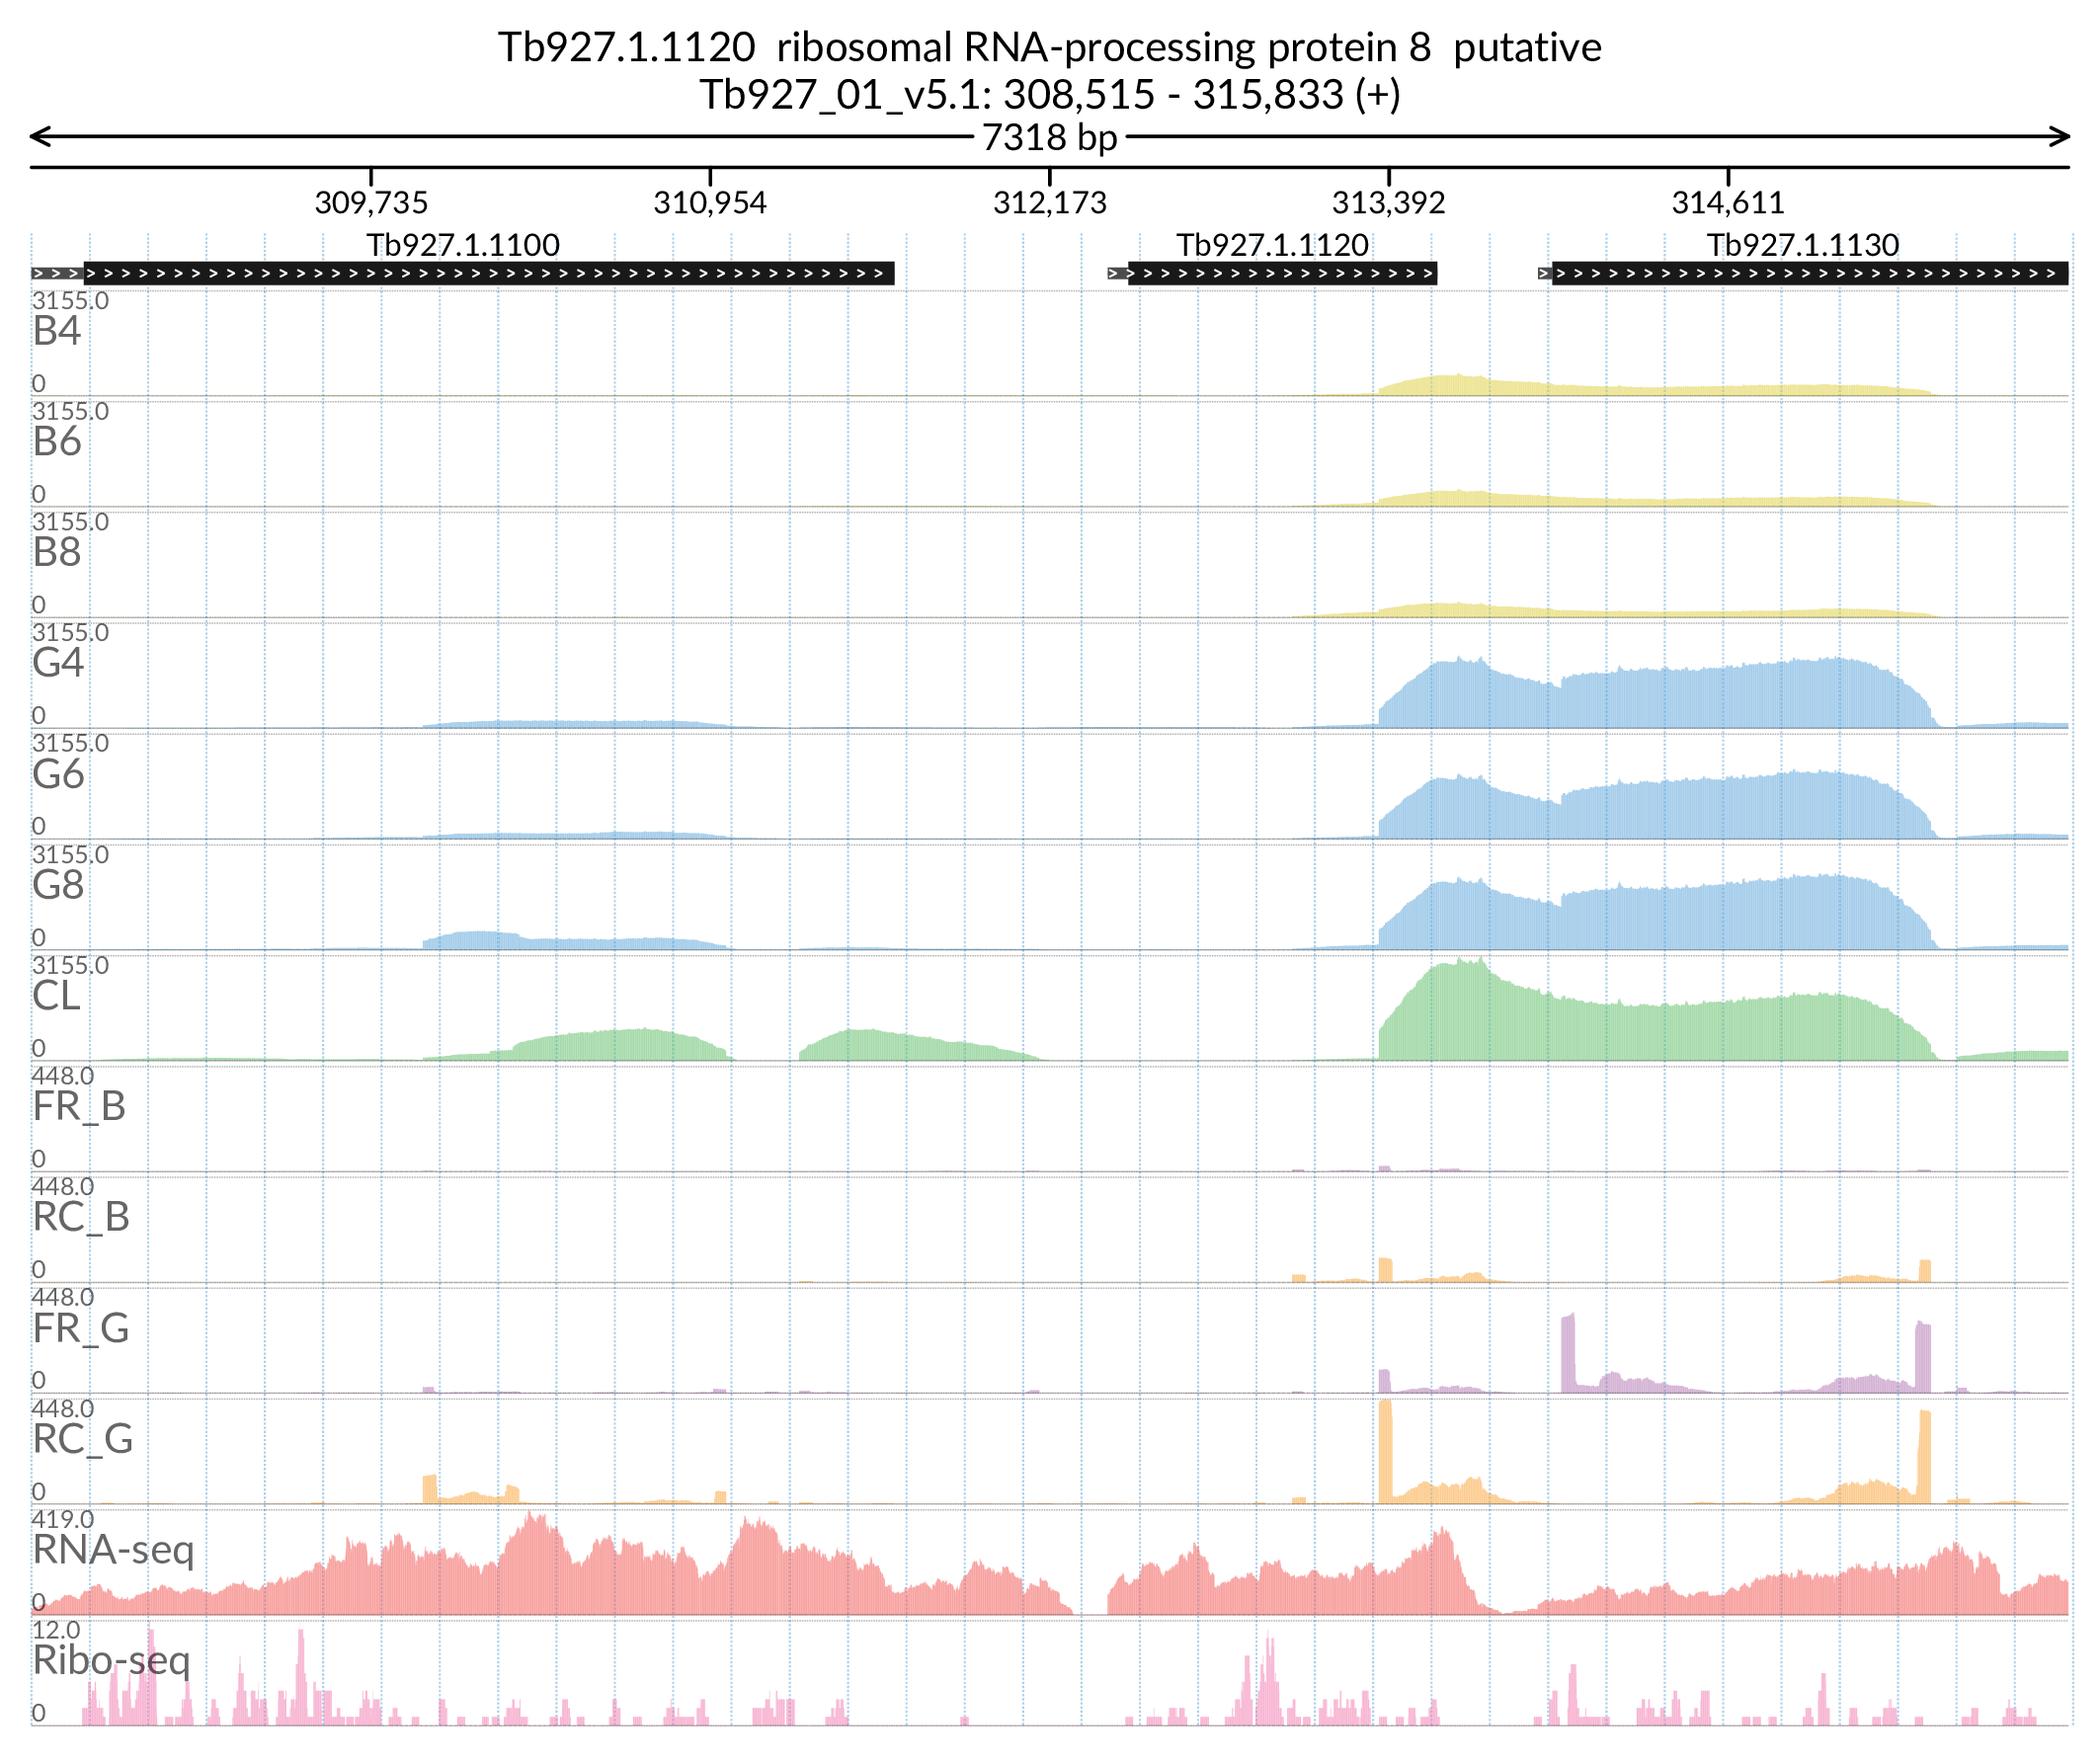 Tb927.1.1120  ribosomal RNA-processing protein 8  putative
Tb927_01_v5.1: 308,515 - 315,833 (+)
7318 bp
309,735 310,954 312,173 313,392 314,611
Tb927.1.1100 Tb927.1.1120 Tb927.1.1130
3155.0
B4
0
3155.0
B6
0
3155.0
B8
0
3155.0
G4
0
3155.0
G6
0
3155.0
G8
0
3155.0
CL
0
448.0
FR_B
0
448.0
RC_B
0
448.0
FR_G
0
448.0
RC_G
0
419.0
RNA-seq
0
12.0
Ribo-seq
0